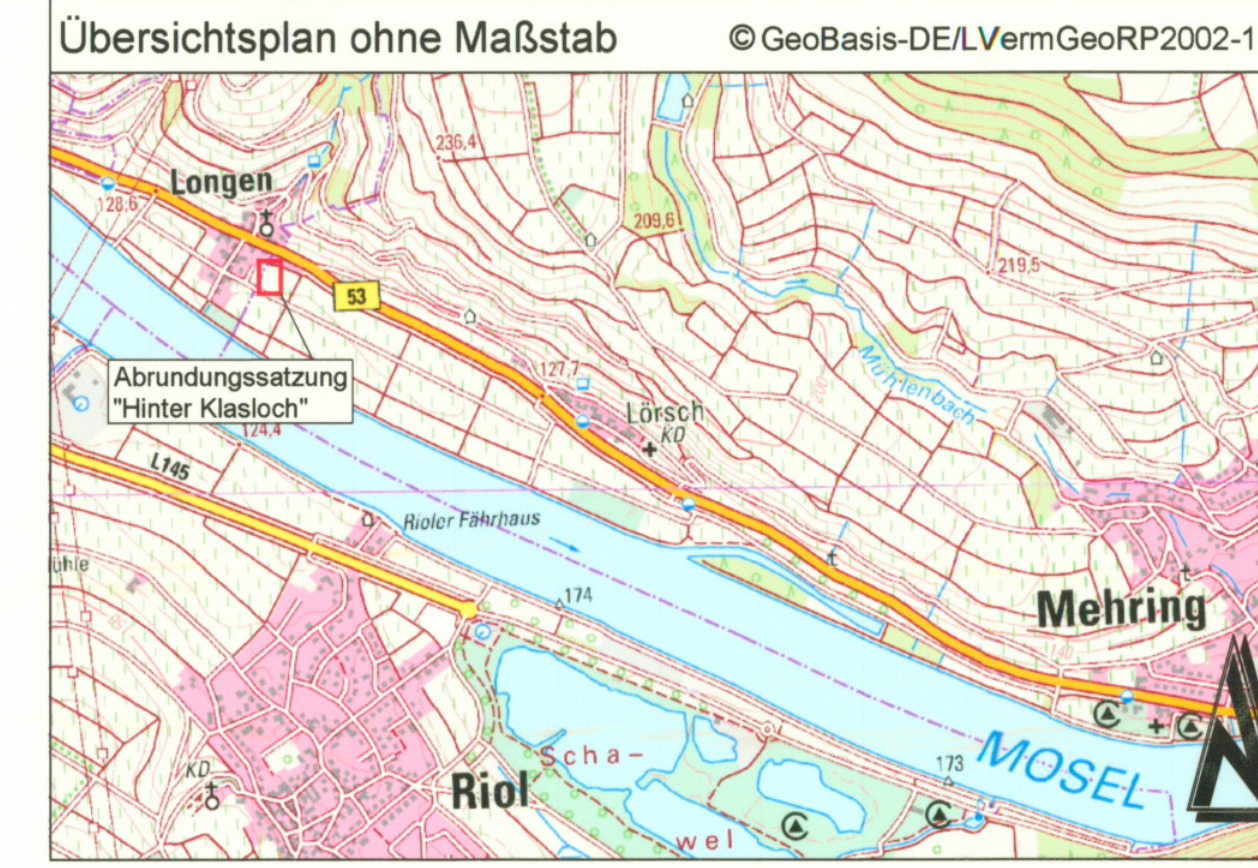 Übersichtsplan ohne Maßstab
© GeoBasis-DE/LVermGeoRP2002-1
236,4
Longen
128,6
209,6
219,5
53
Abrundungssatzung
"Hinter Klasloch"
127,7
Mühlenbach
Lörsch
KD
124,4
L145
Rioler Fährhaus
ühle
174
Mehring
140
Scha-
KD
Riol
173
MOSEL
wel
N